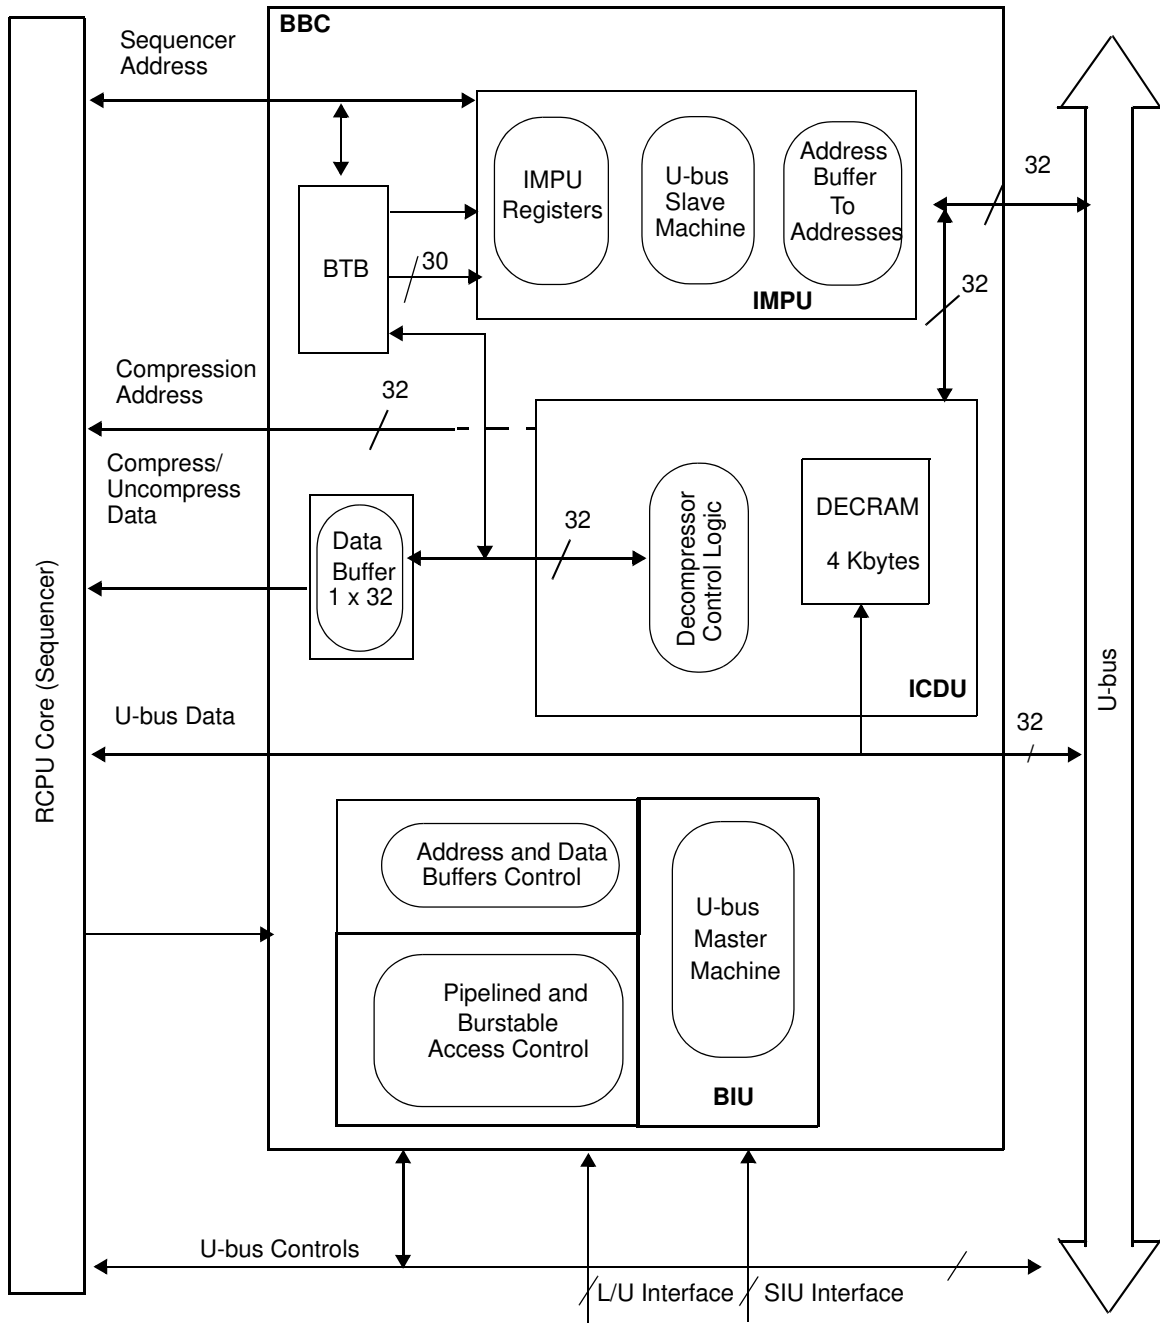 BBC
Sequencer
Address
IMPU
Registers
U-bus
Slave
Machine
Address
Buffer
To
Addresses
32
BTB
30
IMPU
32
Compression
Address
32
Compress/
Uncompress
Data
Data
Buffer
1 x 32
32
Decompressor
Control Logic
DECRAM
4 Kbytes
ICDU
RCPU Core (Sequencer)
U-bus
U-bus Data
32
Address and Data
Buffers Control
U-bus
Master
Machine
Pipelined and
Burstable
Access Control
BIU
U-bus Controls
L/U Interface
SIU Interface